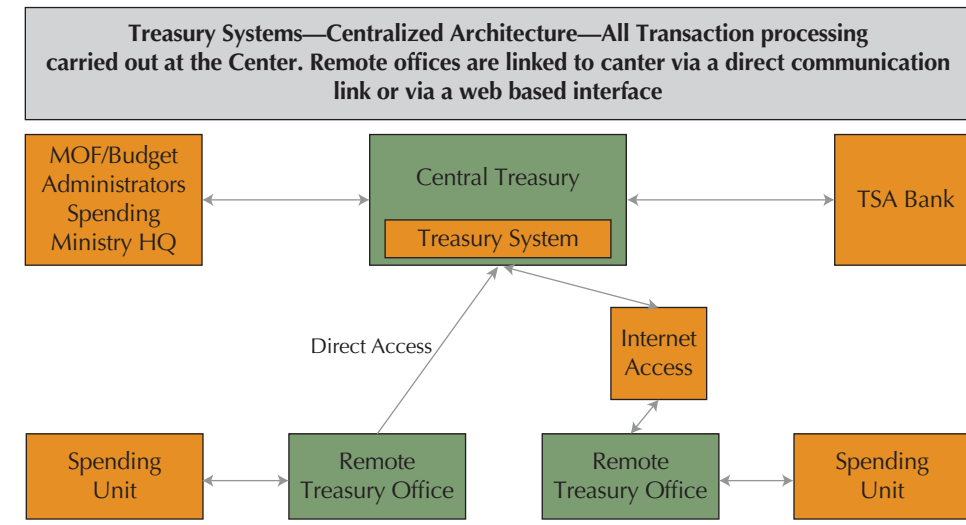 Treasury Systems—Centralized Architecture—All Transaction processing
carried out at the Center. Remote offices are linked to canter via a direct communication
link or via a web based interface
MOF/Budget
Administrators
Spending
Ministry HQ
Central Treasury
Treasury System
TSA Bank
Direct Access
Internet
Access
Spending
Unit
Remote
Treasury Office
Remote
Treasury Office
Spending
Unit